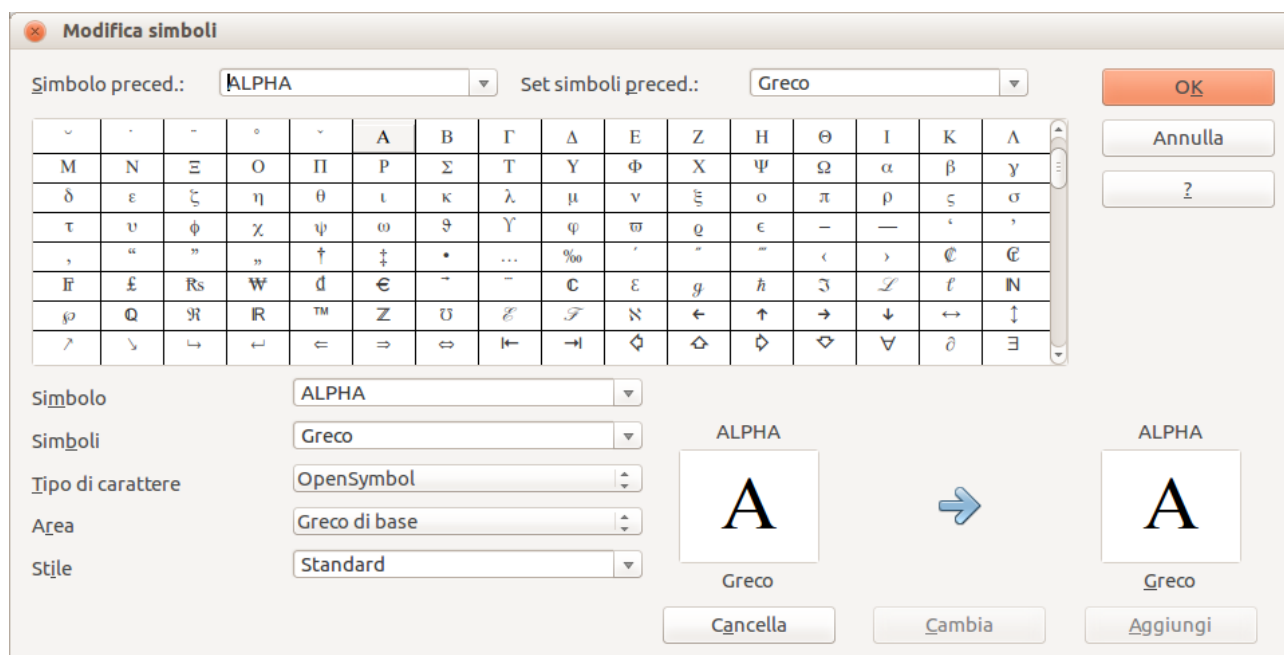 Modifica simboli
Simbolo preced.: ALPHA Set simboli preced.: Greco OK
Annulla
?
˘ ˙ ¯ ˚ ˇ Α Β Γ Δ Ε Ζ Η Θ Ι Κ Λ
Μ Ν Ξ Ο Π Ρ Σ Τ Υ Φ Χ Ψ Ω α β γ
δ ε ζ η θ ι κ λ μ ν ξ ο π ρ ς σ
τ υ ϕ χ ψ ω ϑ ϒ φ ϖ ϱ ϵ – — ‘ ’
‚ “ ” „ † ‡ • … ‰ ′ ″ ‴ ‹ › ₡ ₢
₣ ₤ ₨ ₩ đ € ℂ ℇ ℊ ℏ ℑ ℒ ℓ ℕ
℘ ℚ ℜ ℝ ™ ℤ ℧ ℰ ℱ ℵ ← ↑ → ↓ ↔ ↕
↗ ↘ ↪ ↵ ⇐ ⇒ ⇔ ⇤ ⇥ ⇦ ⇧ ⇨ ⇩ ∀ ∂ ∃
Simbolo ALPHA
Simboli Greco
Tipo di carattere OpenSymbol
Area Greco di base
Stile Standard
ALPHA ALPHA
Α Α
Greco Greco
Cancella Cambia Aggiungi